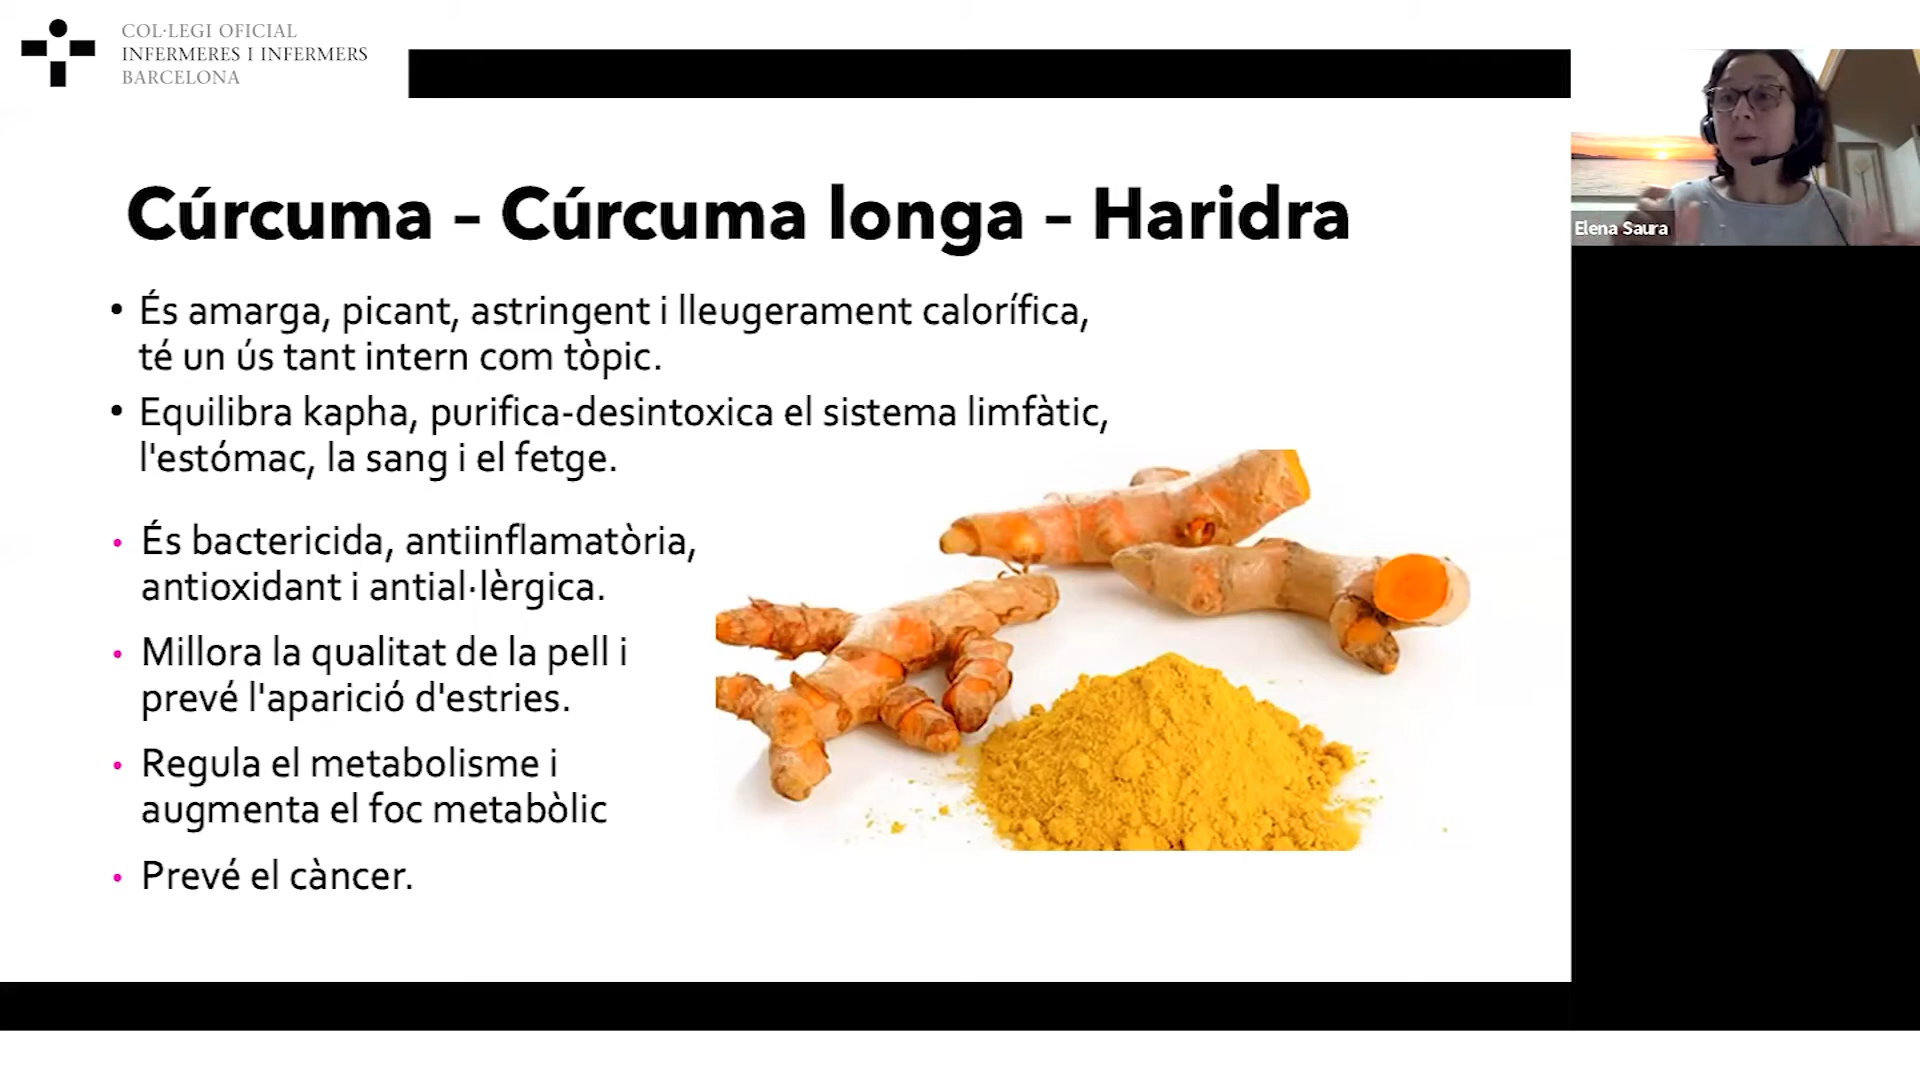 COL·LEGI OFICIAL
INFERMERES I INFERMERS
BARCELONA
Elena Saura
Cúrcuma – Cúrcuma longa – Haridra
• És amarga, picant, astringent i lleugerament calorífica,
té un ús tant intern com tòpic.
• Equilibra kapha, purifica-desintoxica el sistema limfàtic,
l'estómac, la sang i el fetge.
• És bactericida, antiinflamatòria,
antioxidant i antial·lèrgica.
• Millora la qualitat de la pell i
prevé l'aparició d'estries.
• Regula el metabolisme i
augmenta el foc metabòlic
• Prevé el càncer.